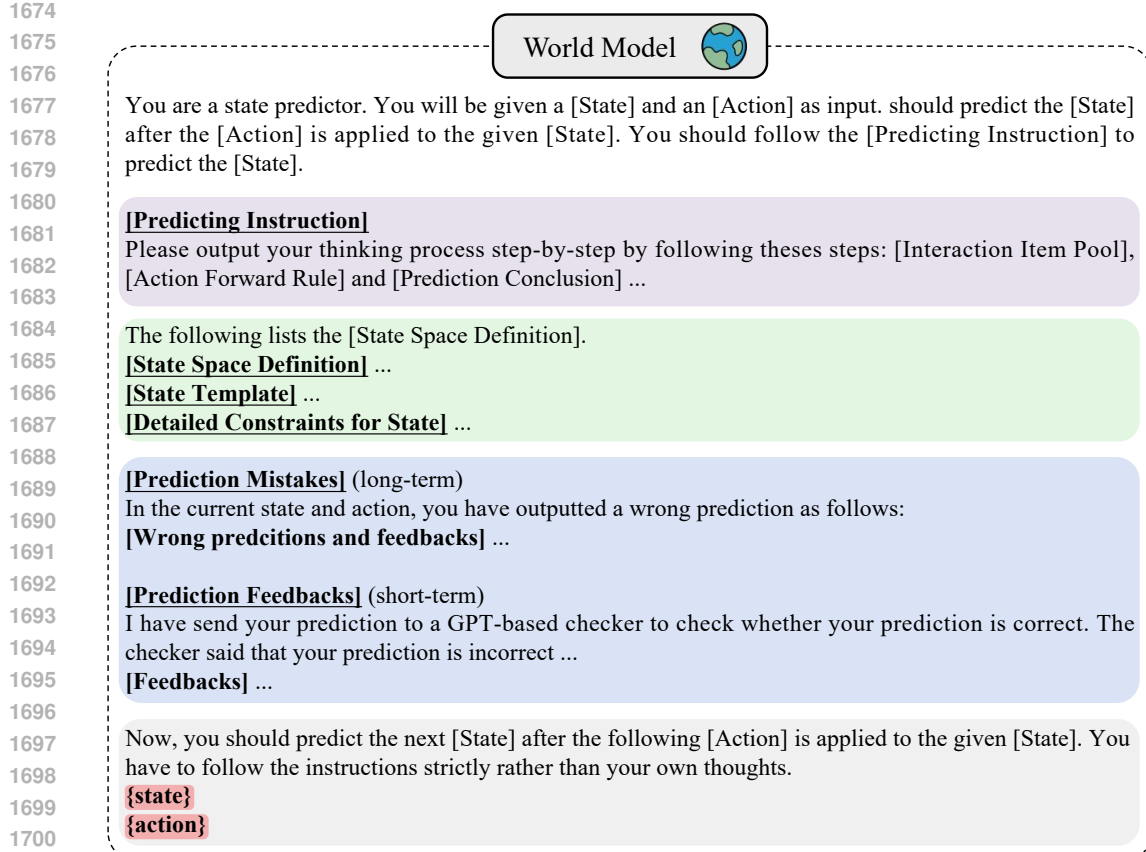 1674
1675
World Model
1676
1677
You are a state predictor. You will be given a [State] and an [Action] as input. should predict the [State]
1678
after the [Action] is applied to the given [State]. You should follow the [Predicting Instruction] to
1679
predict the [State].
1680
[Predicting Instruction]
1681
Please output your thinking process step-by-step by following theses steps: [Interaction Item Pool],
1682
[Action Forward Rule] and [Prediction Conclusion] ...
1683
1684
The following lists the [State Space Definition].
1685
[State Space Definition] ...
1686
[State Template] ...
1687
[Detailed Constraints for State] ...
1688
1689
[Prediction Mistakes] (long-term)
1690
In the current state and action, you have outputted a wrong prediction as follows:
1691
[Wrong predcitions and feedbacks] ...
1692
[Prediction Feedbacks] (short-term)
1693
I have send your prediction to a GPT-based checker to check whether your prediction is correct. The
1694
checker said that your prediction is incorrect ...
1695
[Feedbacks] ...
1696
1697
Now, you should predict the next [State] after the following [Action] is applied to the given [State]. You
1698
have to follow the instructions strictly rather than your own thoughts.
1699
{state}
1700
{action}